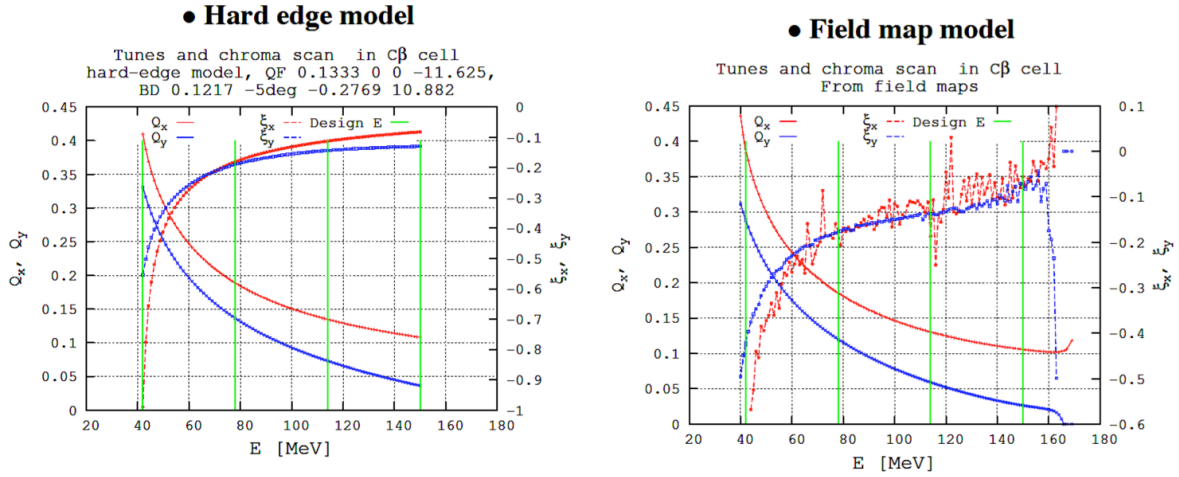 • Hard edge model
Tunes and chroma scan in Cβ cell
hard-edge model, QF 0.1333 0 0 -11.625,
BD 0.1217 -5deg -0.2769 10.882
Qx
Qy
ξx
ξy
Design E
0.45
0.4
0.35
0.3
0.25
0.2
0.15
0.1
0.05
0
Qx, Qy
0
-0.1
-0.2
-0.3
-0.4
-0.5
-0.6
-0.7
-0.8
-0.9
-1
ξx, ξy
20 40 60 80 100 120 140 160 180
E [MeV]
• Field map model
Tunes and chroma scan in Cβ cell
From field maps
Qx
Qy
ξx
ξy
Design E
0.45
0.4
0.35
0.3
0.25
0.2
0.15
0.1
0.05
0
Qx, Qy
0.1
0
-0.1
-0.2
-0.3
-0.4
-0.5
-0.6
ξx, ξy
20 40 60 80 100 120 140 160 180
E [MeV]